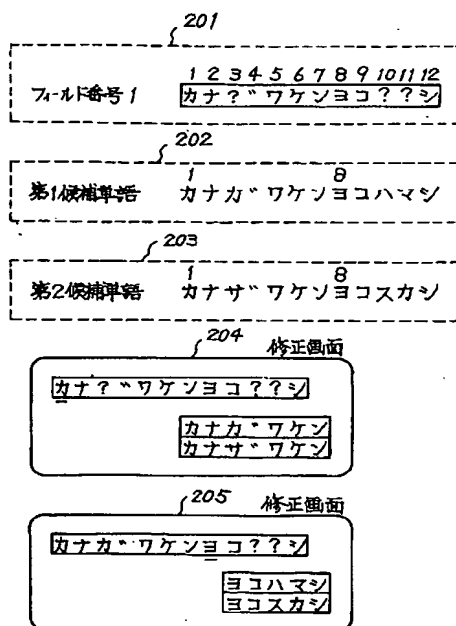 201
1 2 3 4 5 6 7 8 9 10 11 12
フィールド番号1 カナ?゛ワケンヨコ??シ
202
1 8
第1候補単語 カナカ゛ワケンヨコハマシ
203
1 8
第2候補単語 カナサ゛ワケンヨコスカシ
204 修正画面
カナ?゛ワケンヨコ??シ
カナカ゛ワケン
カナサ゛ワケン
205 修正画面
カナカ゛ワケンヨコ??シ
ヨコハマシ
ヨコスカシ